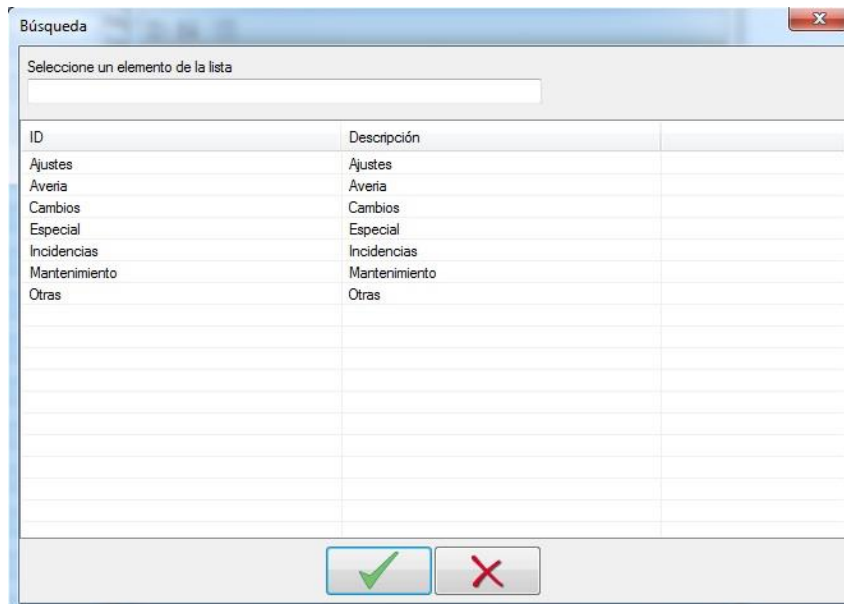 Búsqueda
Seleccione un elemento de la lista
ID Descripción
Ajustes Ajustes
Averia Averia
Cambios Cambios
Especial Especial
Incidencias Incidencias
Mantenimiento Mantenimiento
Otras Otras